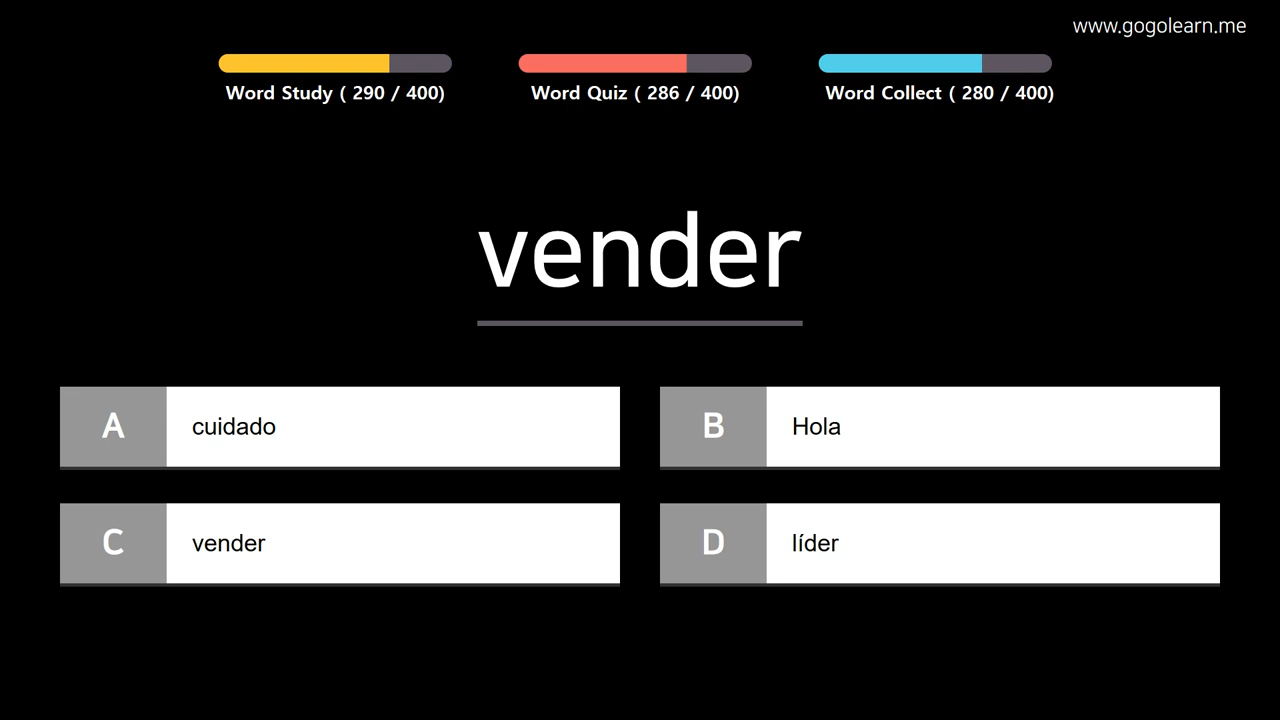 www.gogolearn.me
Word Study ( 290 / 400)
Word Quiz ( 286 / 400)
Word Collect ( 280 / 400)
vender
A cuidado
B Hola
C vender
D líder